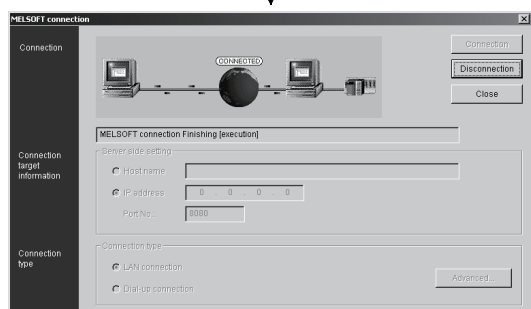 MELSOFT connection
Connection
CONNECTED
Connection
Disconnection
Close
MELSOFT connection Finishing [execution]
Connection
target
information
Server side setting
Host name
IP address
0 . 0 . 0 . 0
Port No.
8080
Connection
type
Connection type
LAN connection
Dial-up connection
Advanced...